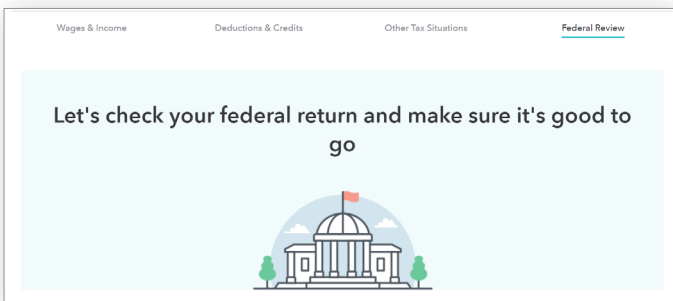 Wages & Income Deductions & Credits Other Tax Situations Federal Review
Let's check your federal return and make sure it's good to
go